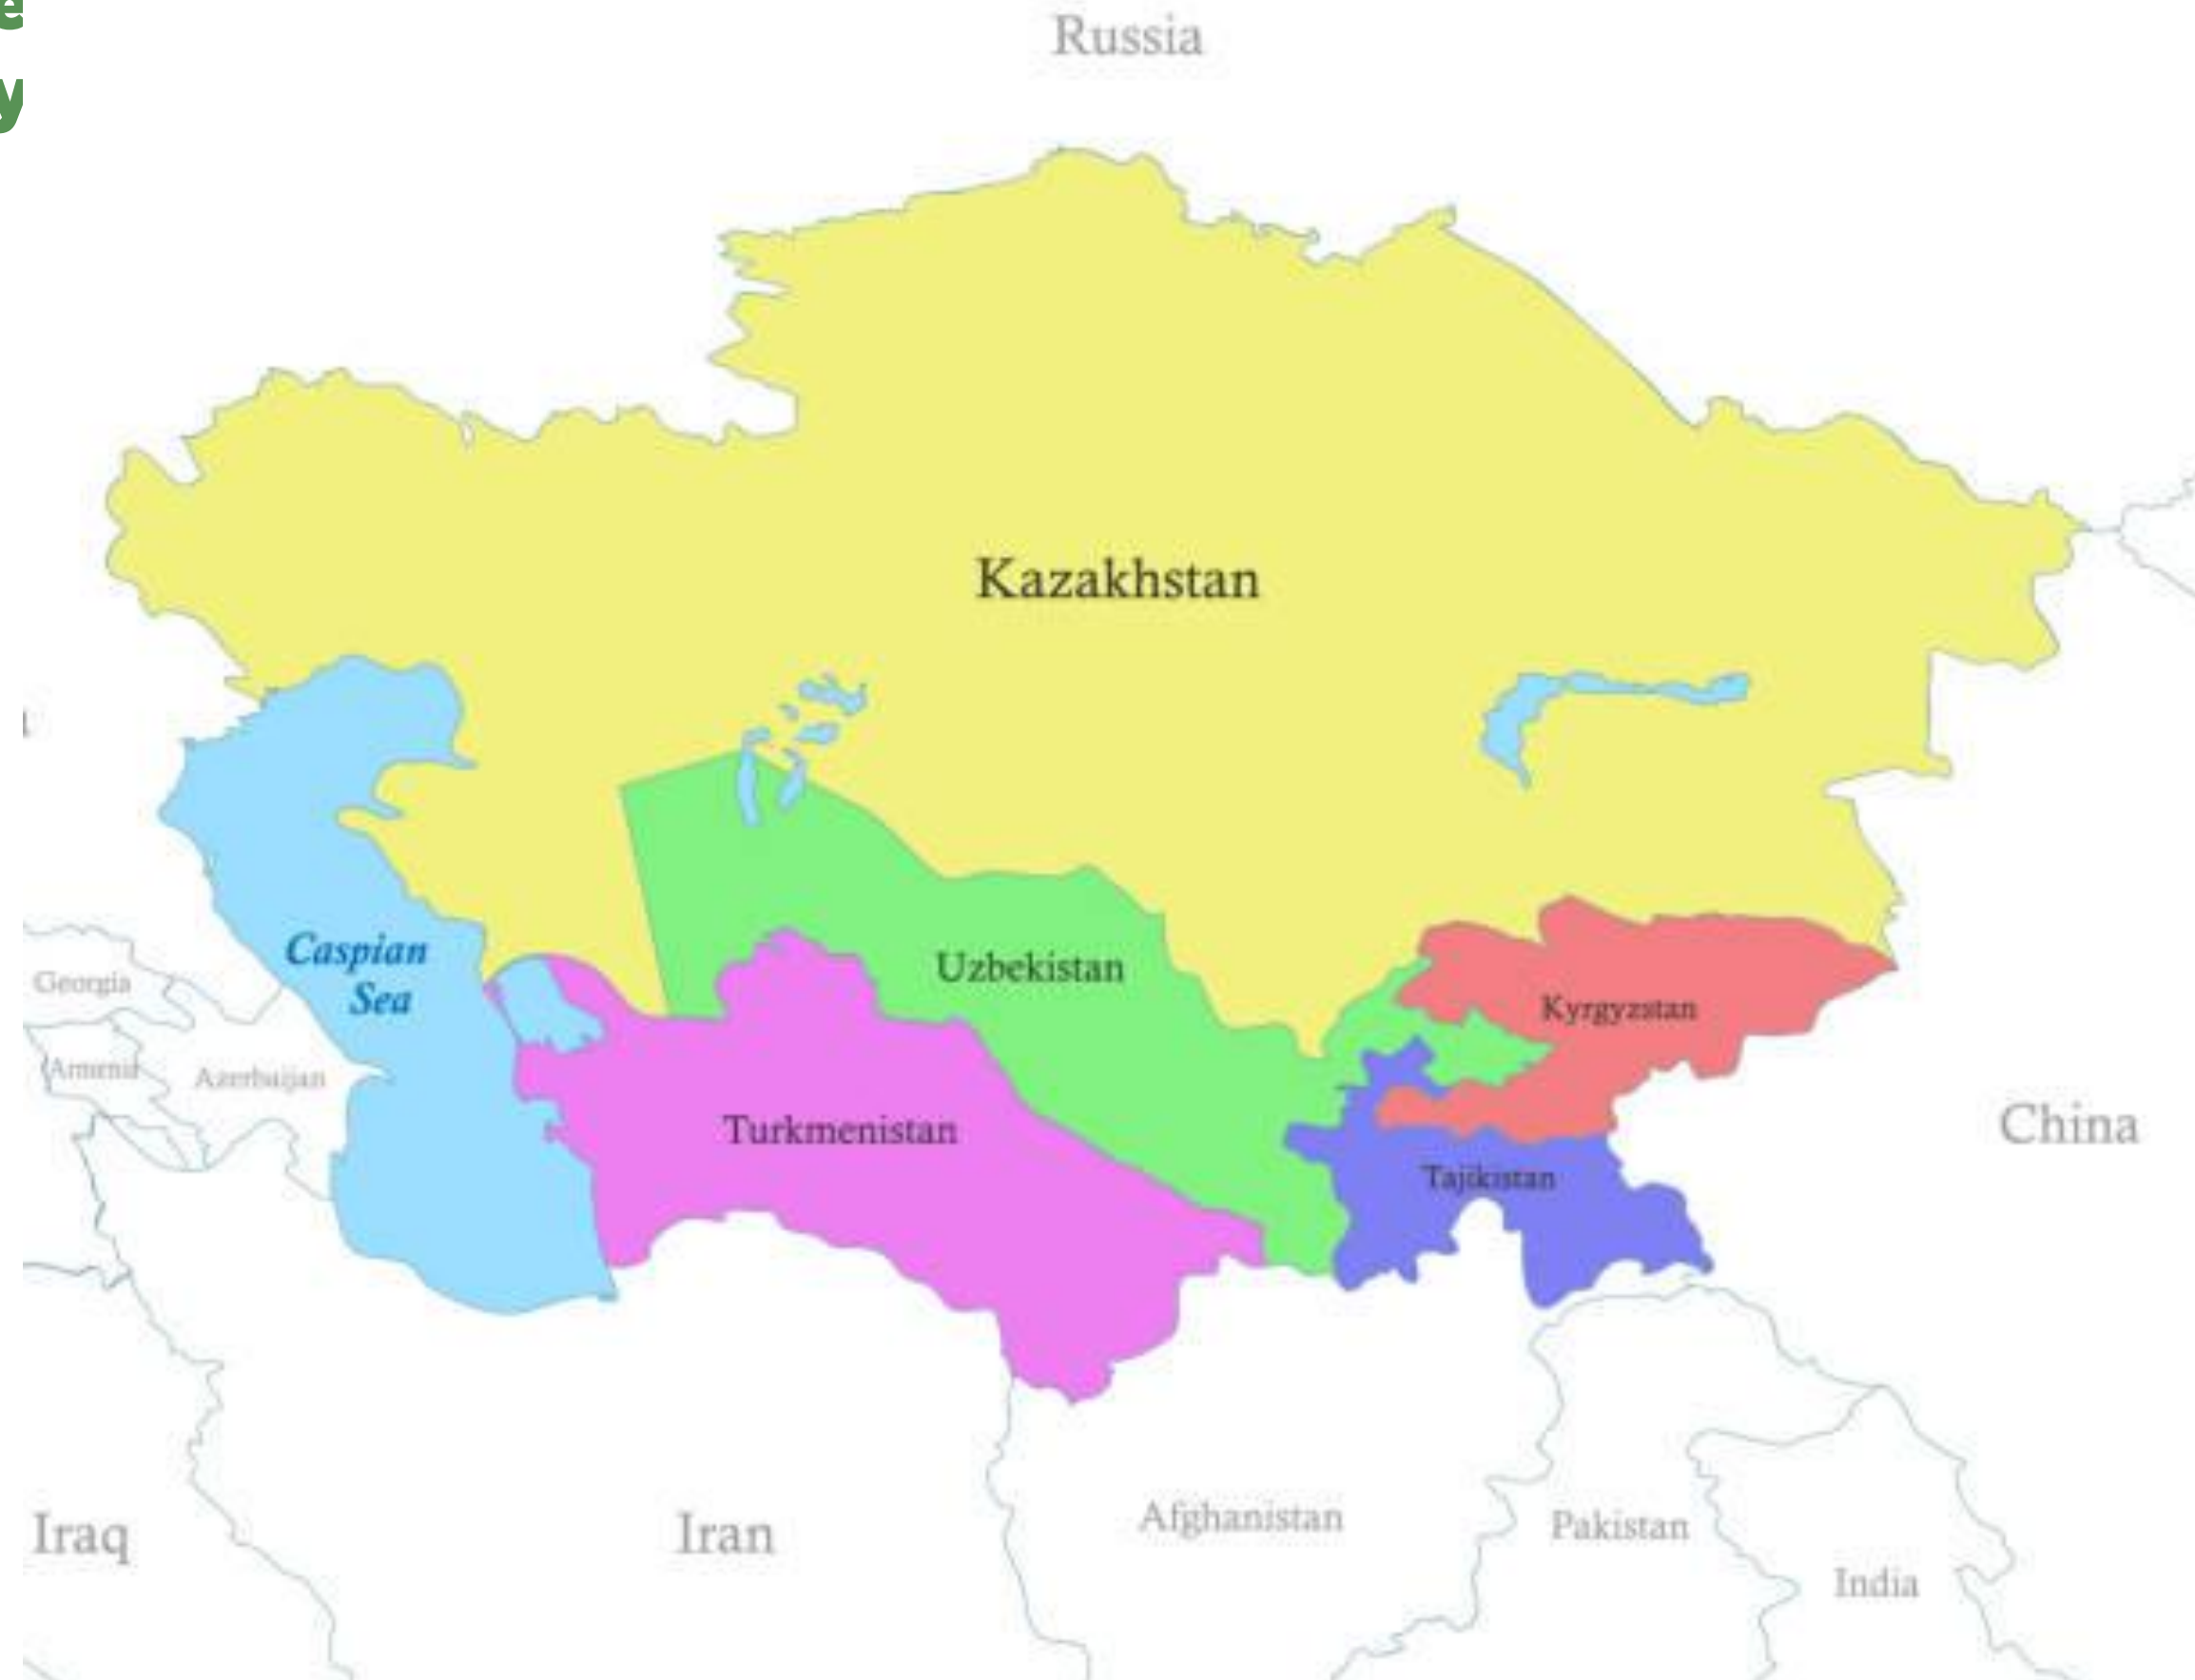 e
y
Russia
Kazakhstan
Caspian
Sea
Georgia
Uzbekistan
Kyrgyzstan
Armenia
Azerbaijan
Turkmenistan
China
Tajikistan
Iraq
Iran
Afghanistan
Pakistan
India